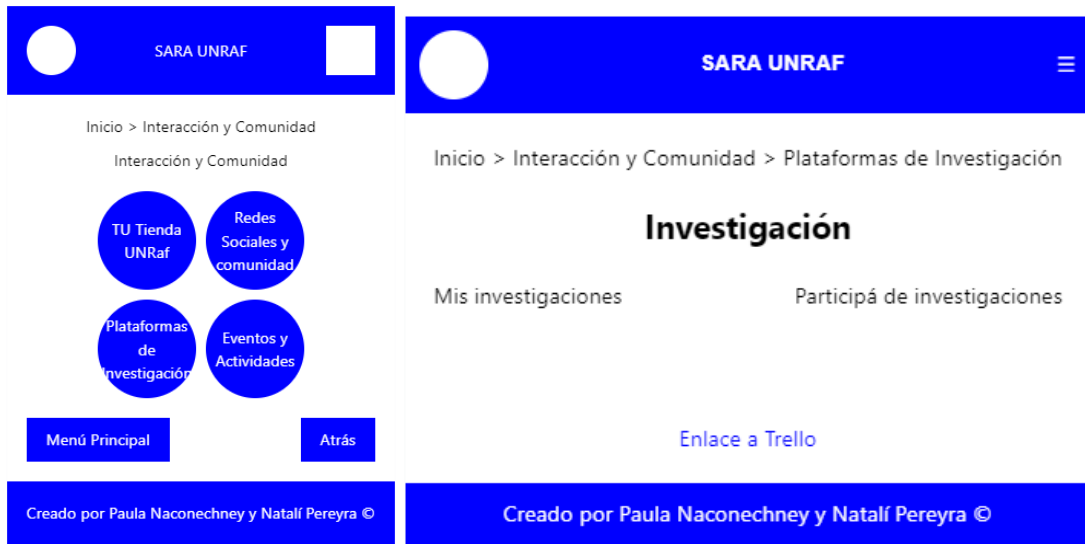 SARA UNRAF
Inicio > Interacción y Comunidad
Interacción y Comunidad
TU Tienda
UNRaf
Redes
Sociales y
comunidad
Plataformas
de
Investigación
Eventos y
Actividades
Menú Principal
Atrás
Creado por Paula Naconechney y Natalí Pereyra ©
SARA UNRAF
Inicio > Interacción y Comunidad > Plataformas de Investigación
Investigación
Mis investigaciones
Participá de investigaciones
Enlace a Trello
Creado por Paula Naconechney y Natalí Pereyra ©